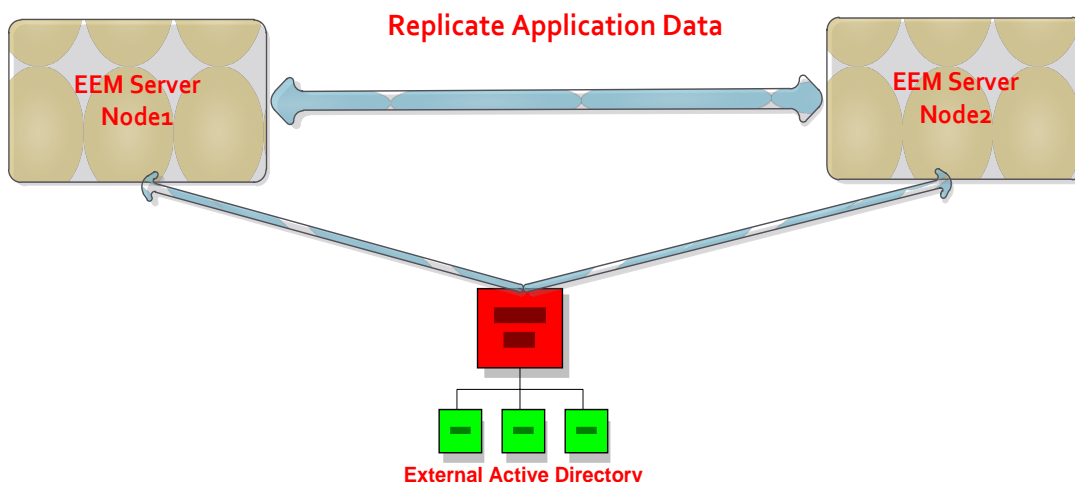 Replicate Application Data
EEM Server
Node1
EEM Server
Node2
External Active Directory